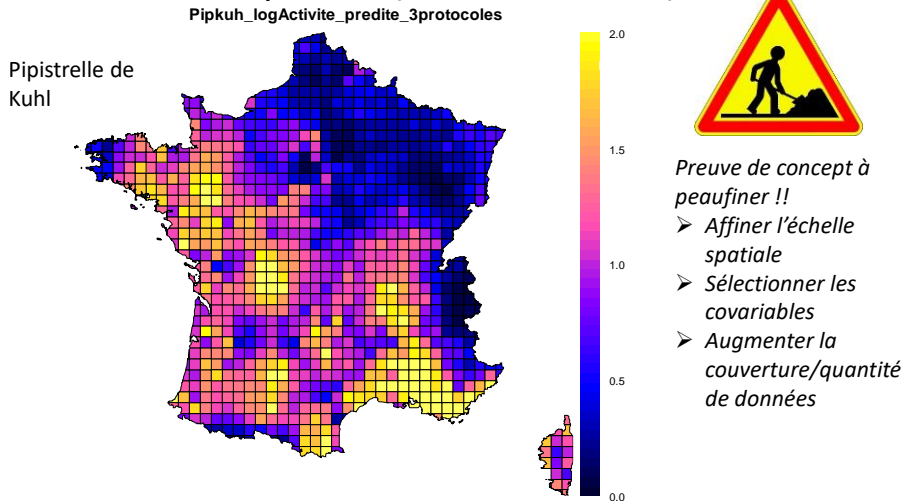 Pipkuh_logActivite_predite_3protocoles
Pipistrelle de
Kuhl
2.0
1.5
1.0
0.5
0.0
Preuve de concept à
peaufiner !!
➢ Affiner l'échelle
spatiale
➢ Sélectionner les
covariables
➢ Augmenter la
couverture/quantité
de données